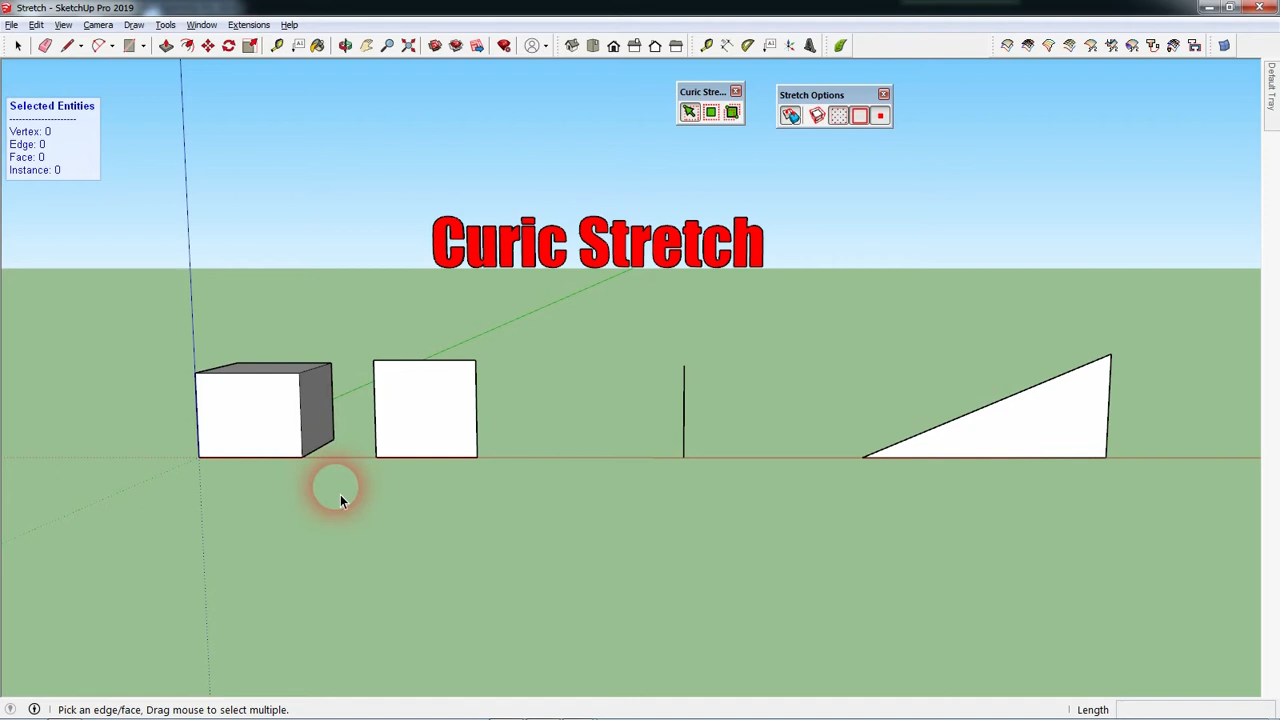 Stretch - SketchUp Pro 2019
File Edit View Camera Draw Tools Window Extensions Help
Selected Entities
--------------------
Vertex: 0
Edge: 0
Face: 0
Instance: 0
Curic Stre...
Stretch Options
Default Tray
Curic Stretch
Pick an edge/face, Drag mouse to select multiple.
Length